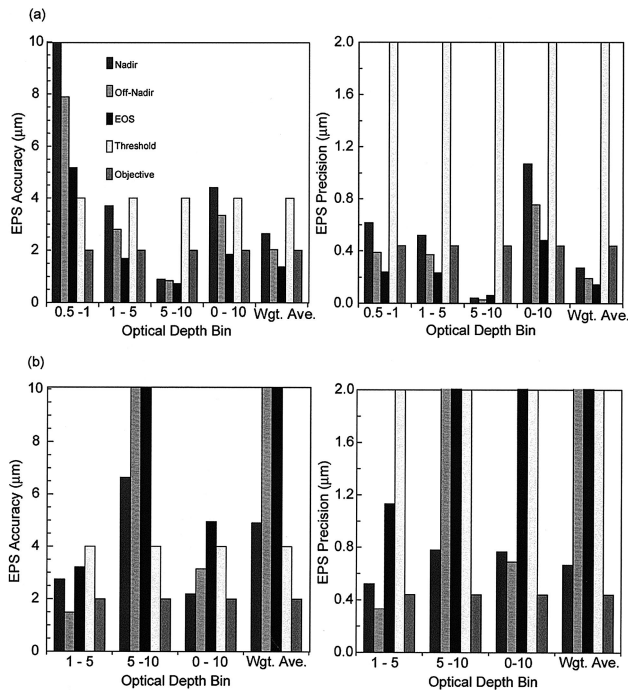 (a)
10
8
6
4
2
0
EPS Accuracy (µm)
Nadir
Off-Nadir
EOS
Threshold
Objective
0.5 -1
1 - 5
5 -10
0 - 10
Wgt. Ave.
Optical Depth Bin
2.0
1.6
1.2
0.8
0.4
0.0
EPS Precision (µm)
0.5 -1
1 - 5
5 -10
0-10
Wgt. Ave.
Optical Depth Bin
(b)
10
8
6
4
2
0
EPS Accuracy (µm)
1 - 5
5 -10
0 - 10
Wgt. Ave.
Optical Depth Bin
2.0
1.6
1.2
0.8
0.4
0.0
EPS Precision (µm)
1 - 5
5 -10
0-10
Wgt. Ave.
Optical Depth Bin